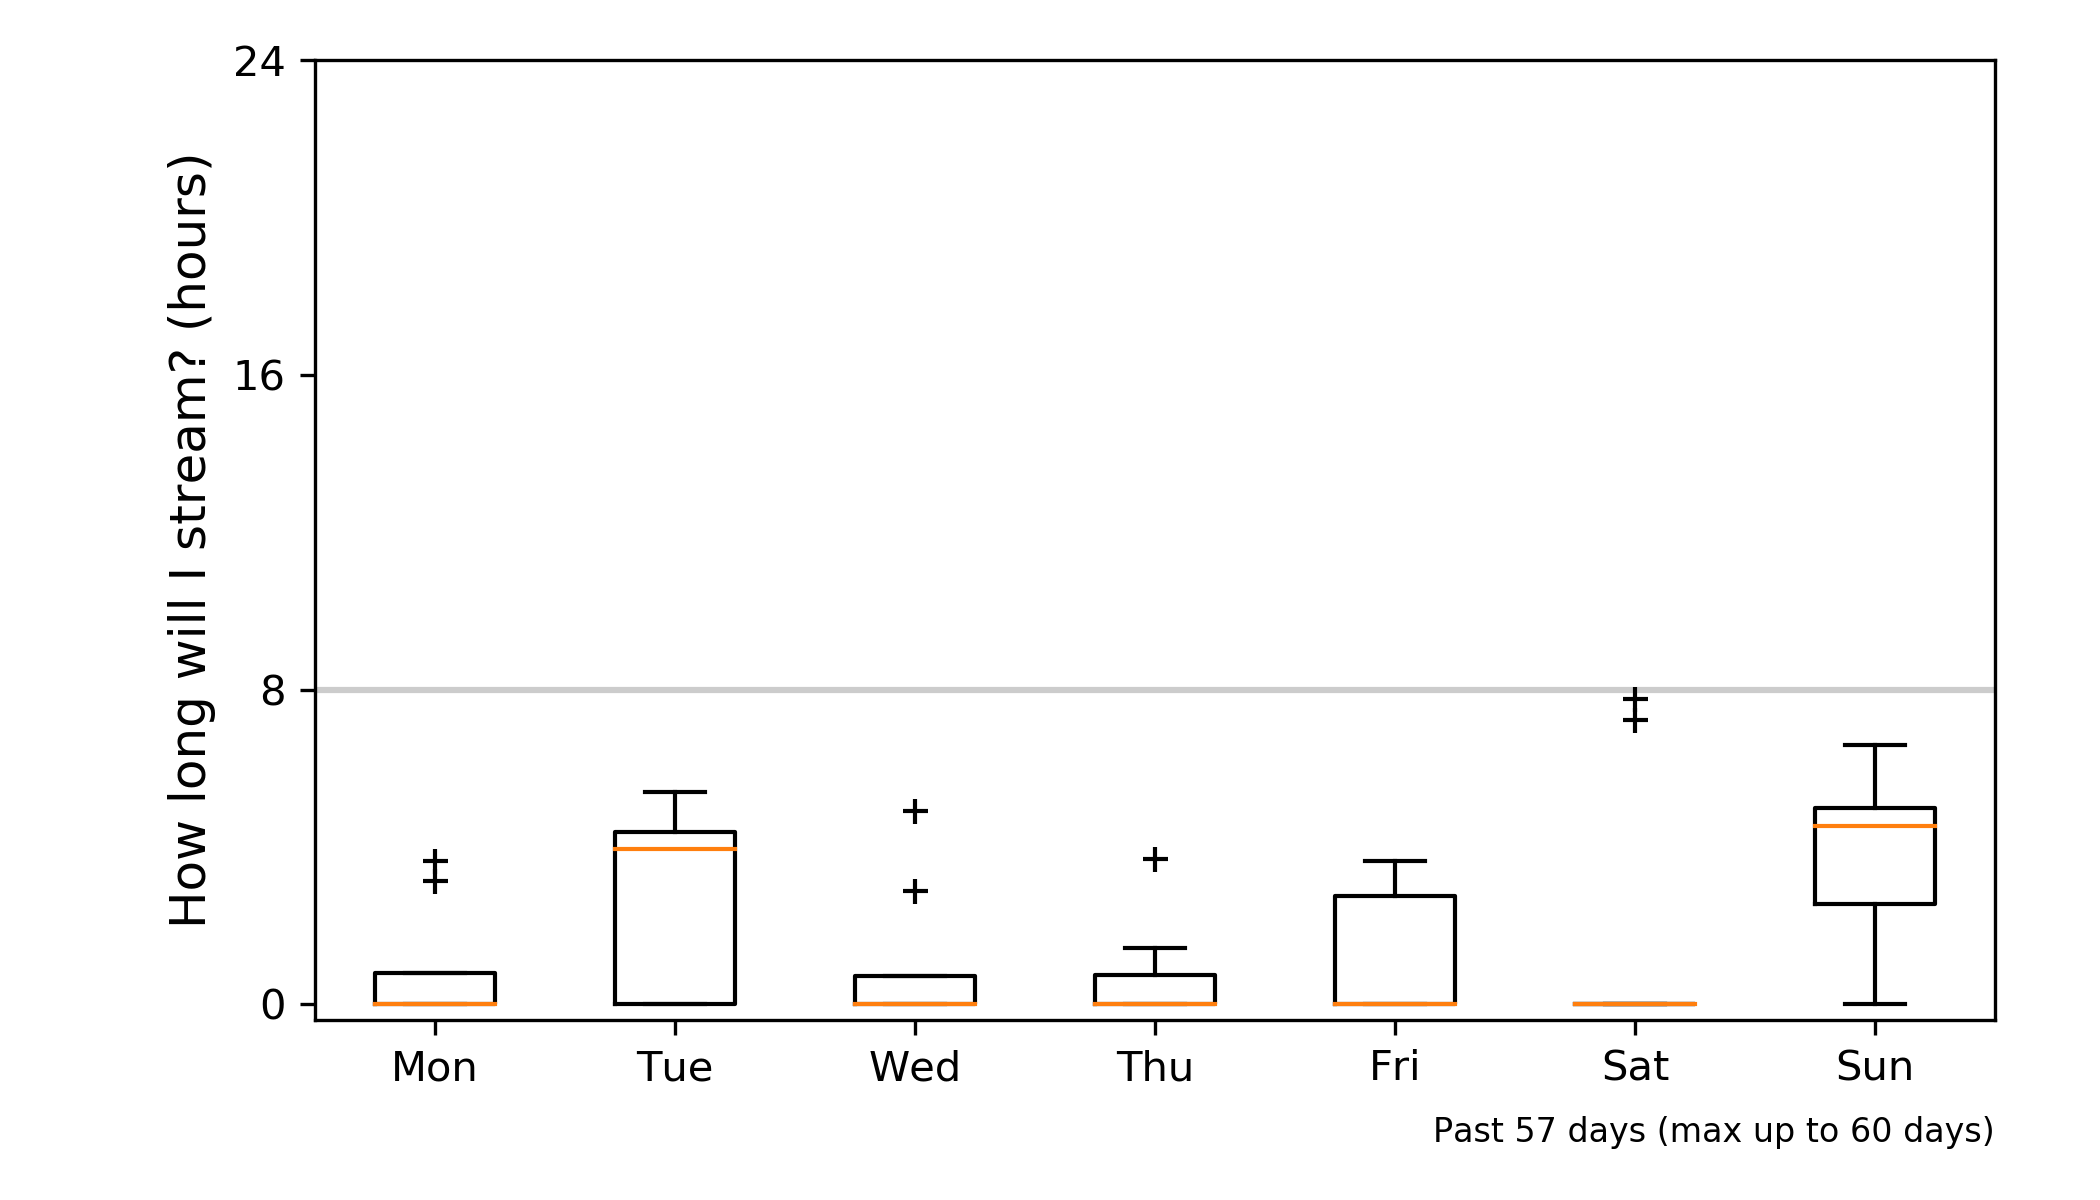 How long will I stream? (hours)
24
16
8
0
Mon Tue Wed Thu Fri Sat Sun
Past 57 days (max up to 60 days)